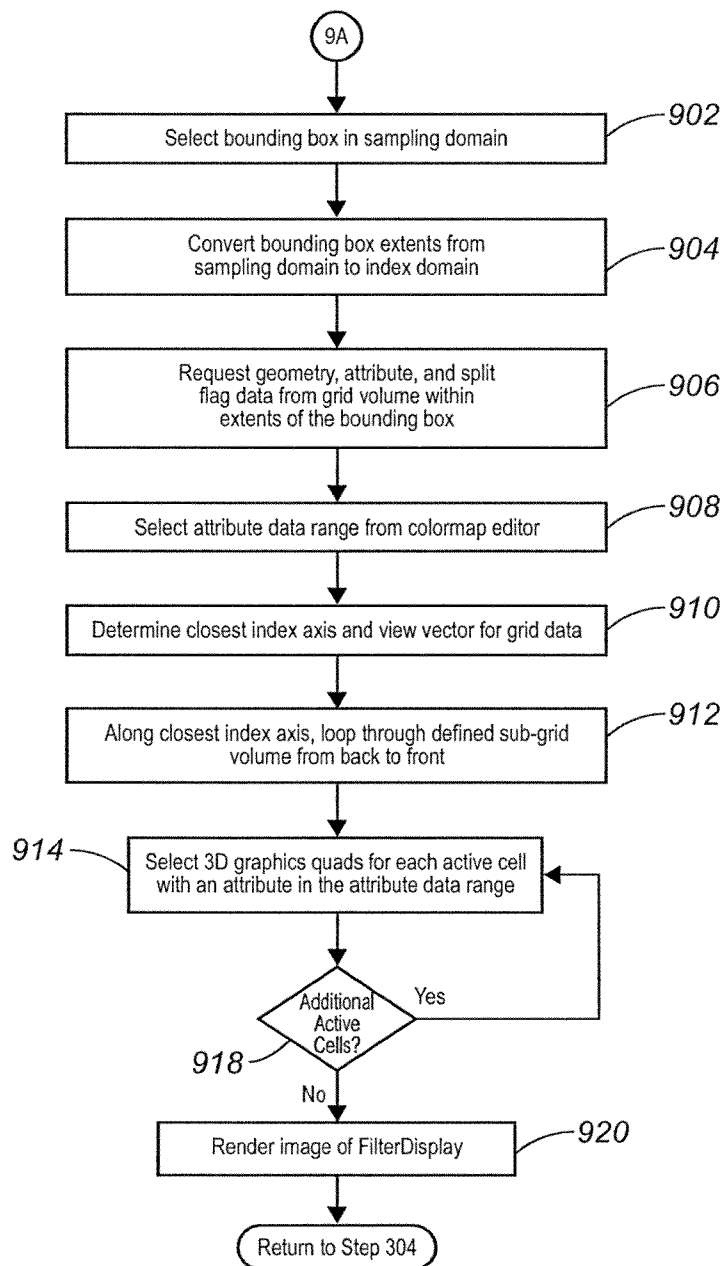 9A
902
Select bounding box in sampling domain
904
Convert bounding box extents from
sampling domain to index domain
906
Request geometry, attribute, and split
flag data from grid volume within
extents of the bounding box
908
Select attribute data range from colormap editor
910
Determine closest index axis and view vector for grid data
912
Along closest index axis, loop through defined sub-grid
volume from back to front
914
Select 3D graphics quads for each active cell
with an attribute in the attribute data range
Additional
Active
Cells?
Yes
918
No
920
Render image of FilterDisplay
Return to Step 304